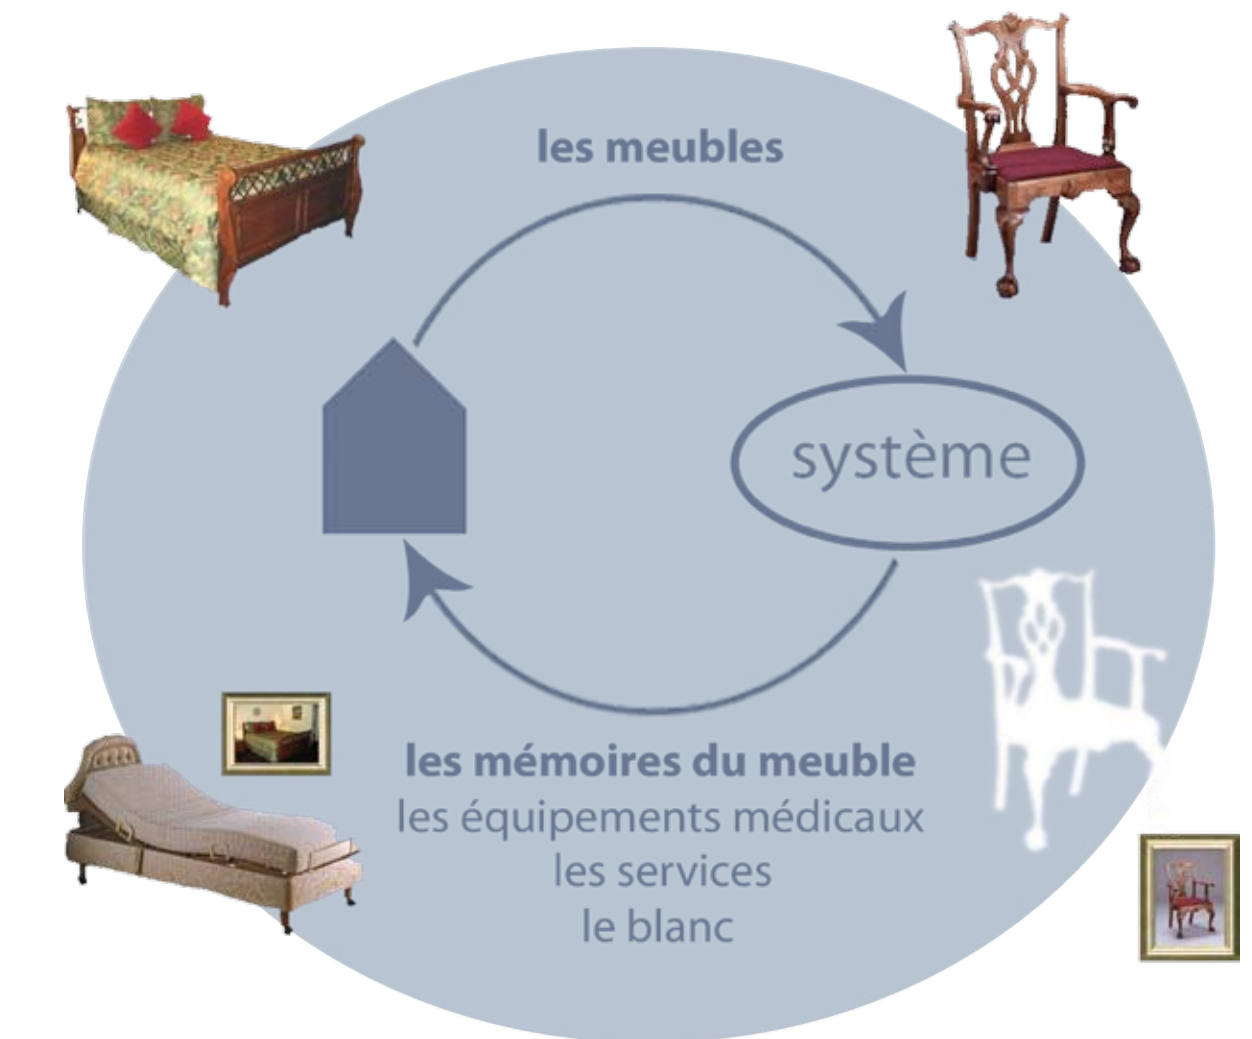 les meubles
système
les mémoires du meuble
les équipements médicaux
les services
le blanc